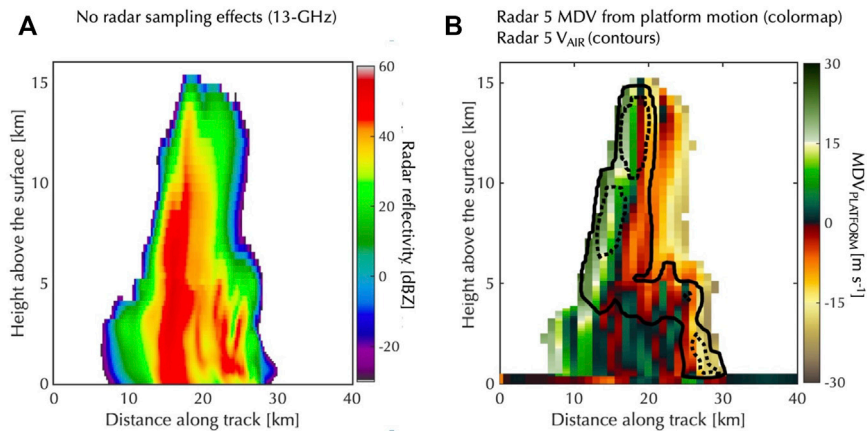 A
No radar sampling effects (13-GHz)
15
10
5
0
Height above the surface [km]
0
10
20
30
40
Distance along track [km]
60
40
20
0
-20
Radar reflectivity [dBZ]
B
Radar 5 MDV from platform motion (colormap)
Radar 5 VAIR (contours)
15
10
5
0
Height above the surface [km]
0
10
20
30
40
Distance along track [km]
30
15
0
-15
-30
MDVPLATFORM [m s-1]